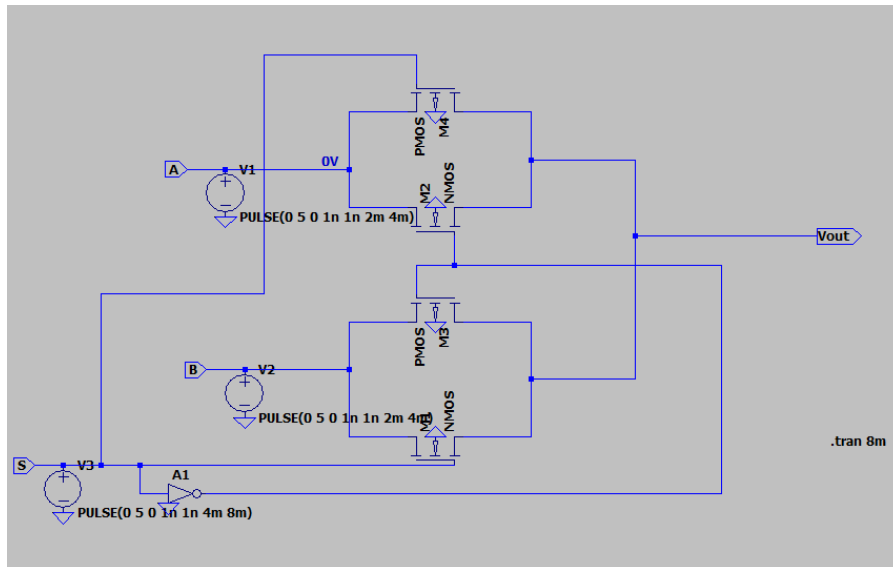 M4
PMOS
A
V1
0V
M2
NMOS
PULSE(0 5 0 1n 1n 2m 4m)
Vout
M3
PMOS
B
V2
NMOS
PULSE(0 5 0 1n 1n 2m 4m)
.tran 8m
S
V3
A1
PULSE(0 5 0 1n 1n 4m 8m)